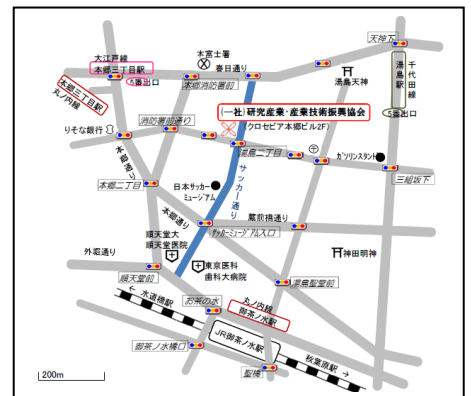 天神下
木富士署
大江戸線
本郷三丁目駅
春日通り
湯島駅
千代田線
5番出口
本郷消防署前
湯島天神
本郷三丁目駅
丸ノ内線
(一社)研究産業・産業技術振興協会
(クロセビア本郷ビル2F)
5番出口
消防署前通り
りそな銀行
湯島二丁目
ガソリンスタント
三組坂下
本郷通り
サッカー通り
本郷二丁目
日本サッカー
ミュージアム
本郷通り
蔵前橋通り
サッカーミュージアム入口
順天堂大
順天堂医院
外堀通り
神田明神
東京医科
歯科大病院
順天堂前
湯島聖堂前
← 水道橋駅
お茶の水
丸ノ内線
御茶ノ水駅
JR御茶ノ水駅
御茶ノ水橋口
秋葉原駅 →
聖橋
200m